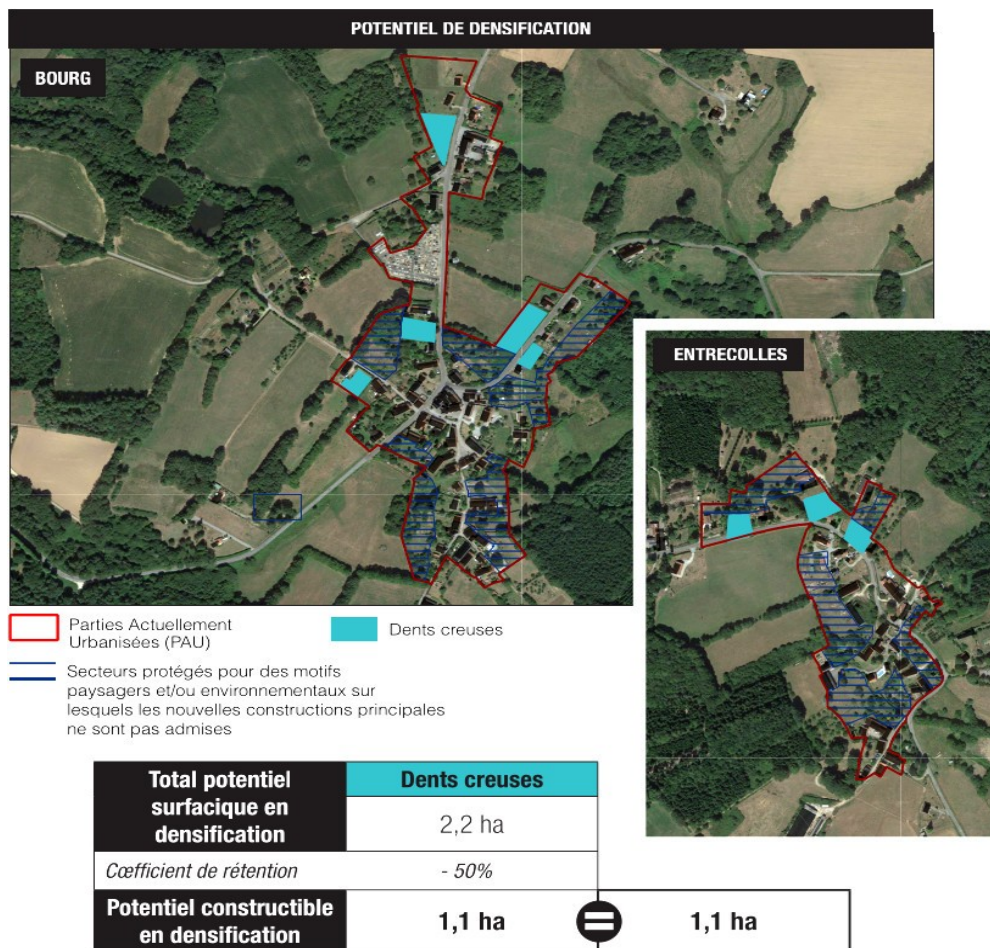 POTENTIEL DE DENSIFICATION
BOURG
ENTRECOLLES
Parties Actuellement
Urbanisées (PAU)
Dents creuses
Secteurs protégés pour des motifs
paysagers et/ou environnementaux sur
lesquels les nouvelles constructions principales
ne sont pas admises
Total potentiel
surfacique en
densification
Dents creuses
2,2 ha
Cœfficient de rétention
- 50%
Potentiel constructible
en densification
1,1 ha
=
1,1 ha